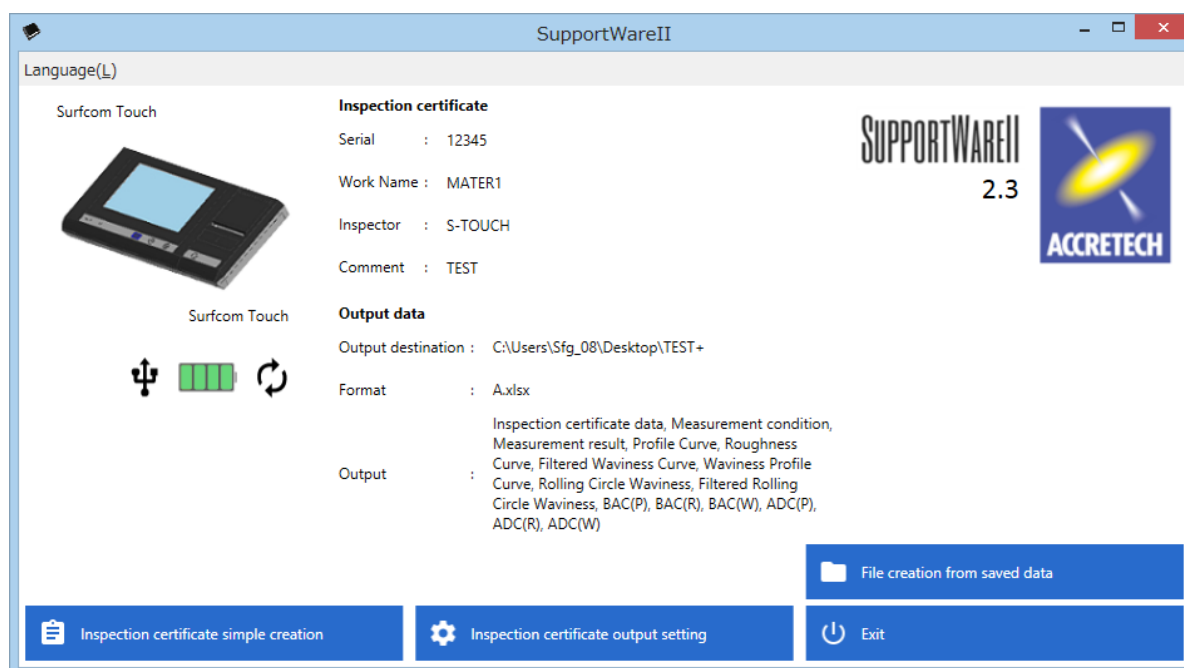 SupportWareII
Language(L)
Surfcom Touch
Surfcom Touch
Inspection certificate
Serial : 12345
Work Name : MATER1
Inspector : S-TOUCH
Comment : TEST
Output data
Output destination : C:\Users\Sfg_08\Desktop\TEST+
Format : A.xlsx
Output : Inspection certificate data, Measurement condition,
Measurement result, Profile Curve, Roughness
Curve, Filtered Waviness Curve, Waviness Profile
Curve, Rolling Circle Waviness, Filtered Rolling
Circle Waviness, BAC(P), BAC(R), BAC(W), ADC(P),
ADC(R), ADC(W)
SUPPORTWAREII
2.3
ACCRETECH
File creation from saved data
Inspection certificate simple creation
Inspection certificate output setting
Exit